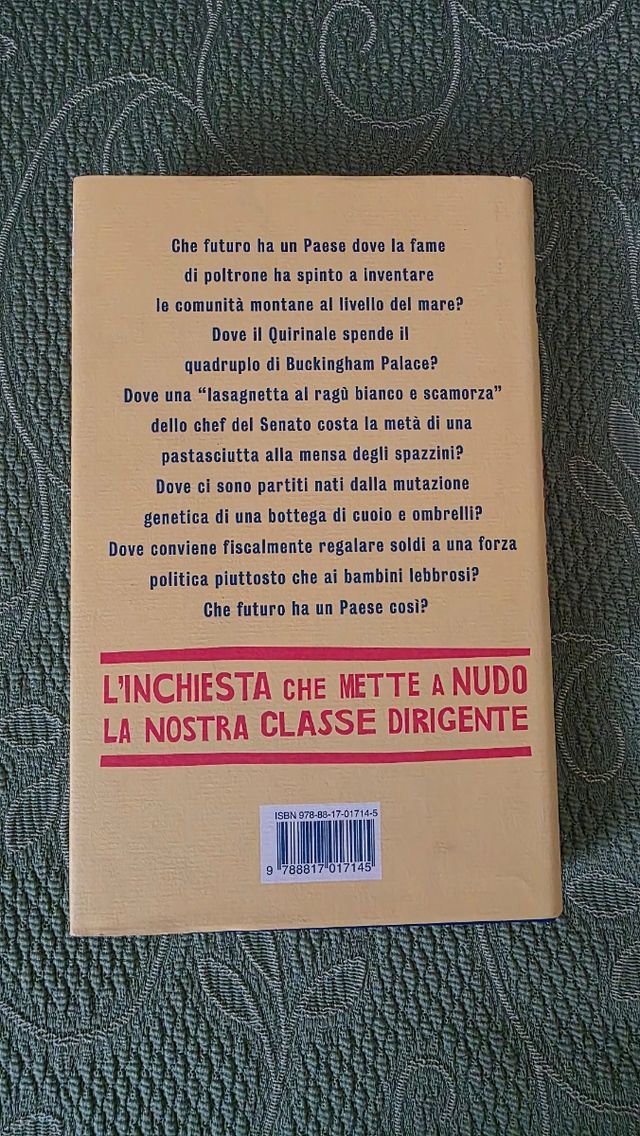 Che futuro ha un Paese dove la fame
di poltrone ha spinto a inventare
le comunità montane al livello del mare?
Dove il Quirinale spende il
quadruplo di Buckingham Palace?
Dove una “lasagnetta al ragù bianco e scamorza”
dello chef del Senato costa la metà di una
pastasciutta alla mensa degli spazzini?
Dove ci sono partiti nati dalla mutazione
genetica di una bottega di cuoio e ombrelli?
Dove conviene fiscalmente regalare soldi a una forza
politica piuttosto che ai bambini lebbrosi?
Che futuro ha un Paese così?
L'INCHIESTA CHE METTE A NUDO
LA NOSTRA CLASSE DIRIGENTE
ISBN 978-88-17-01714-5
9 788817 017145